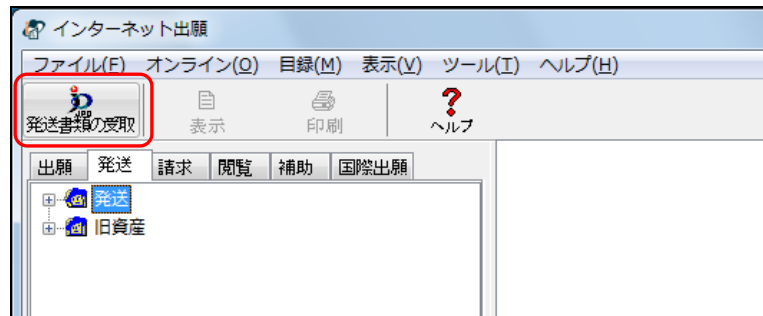 インターネット出願
ファイル(F) オンライン(O) 目録(M) 表示(V) ツール(T) ヘルプ(H)
発送書類の受取 表示 印刷 ヘルプ
出願 発送 請求 閲覧 補助 国際出願
発送
旧資産